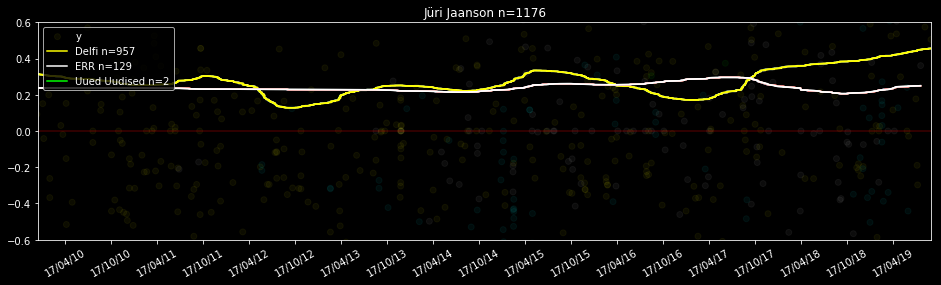 Jüri Jaanson n=1176
y
Delfi n=957
ERR n=129
Uued Uudised n=2
0.6
0.4
0.2
0.0
−0.2
−0.4
−0.6
17/04/10 17/10/10 17/04/11 17/10/11 17/04/12 17/10/12 17/04/13 17/10/13 17/04/14 17/10/14 17/04/15 17/10/15 17/04/16 17/10/16 17/04/17 17/10/17 17/04/18 17/10/18 17/04/19